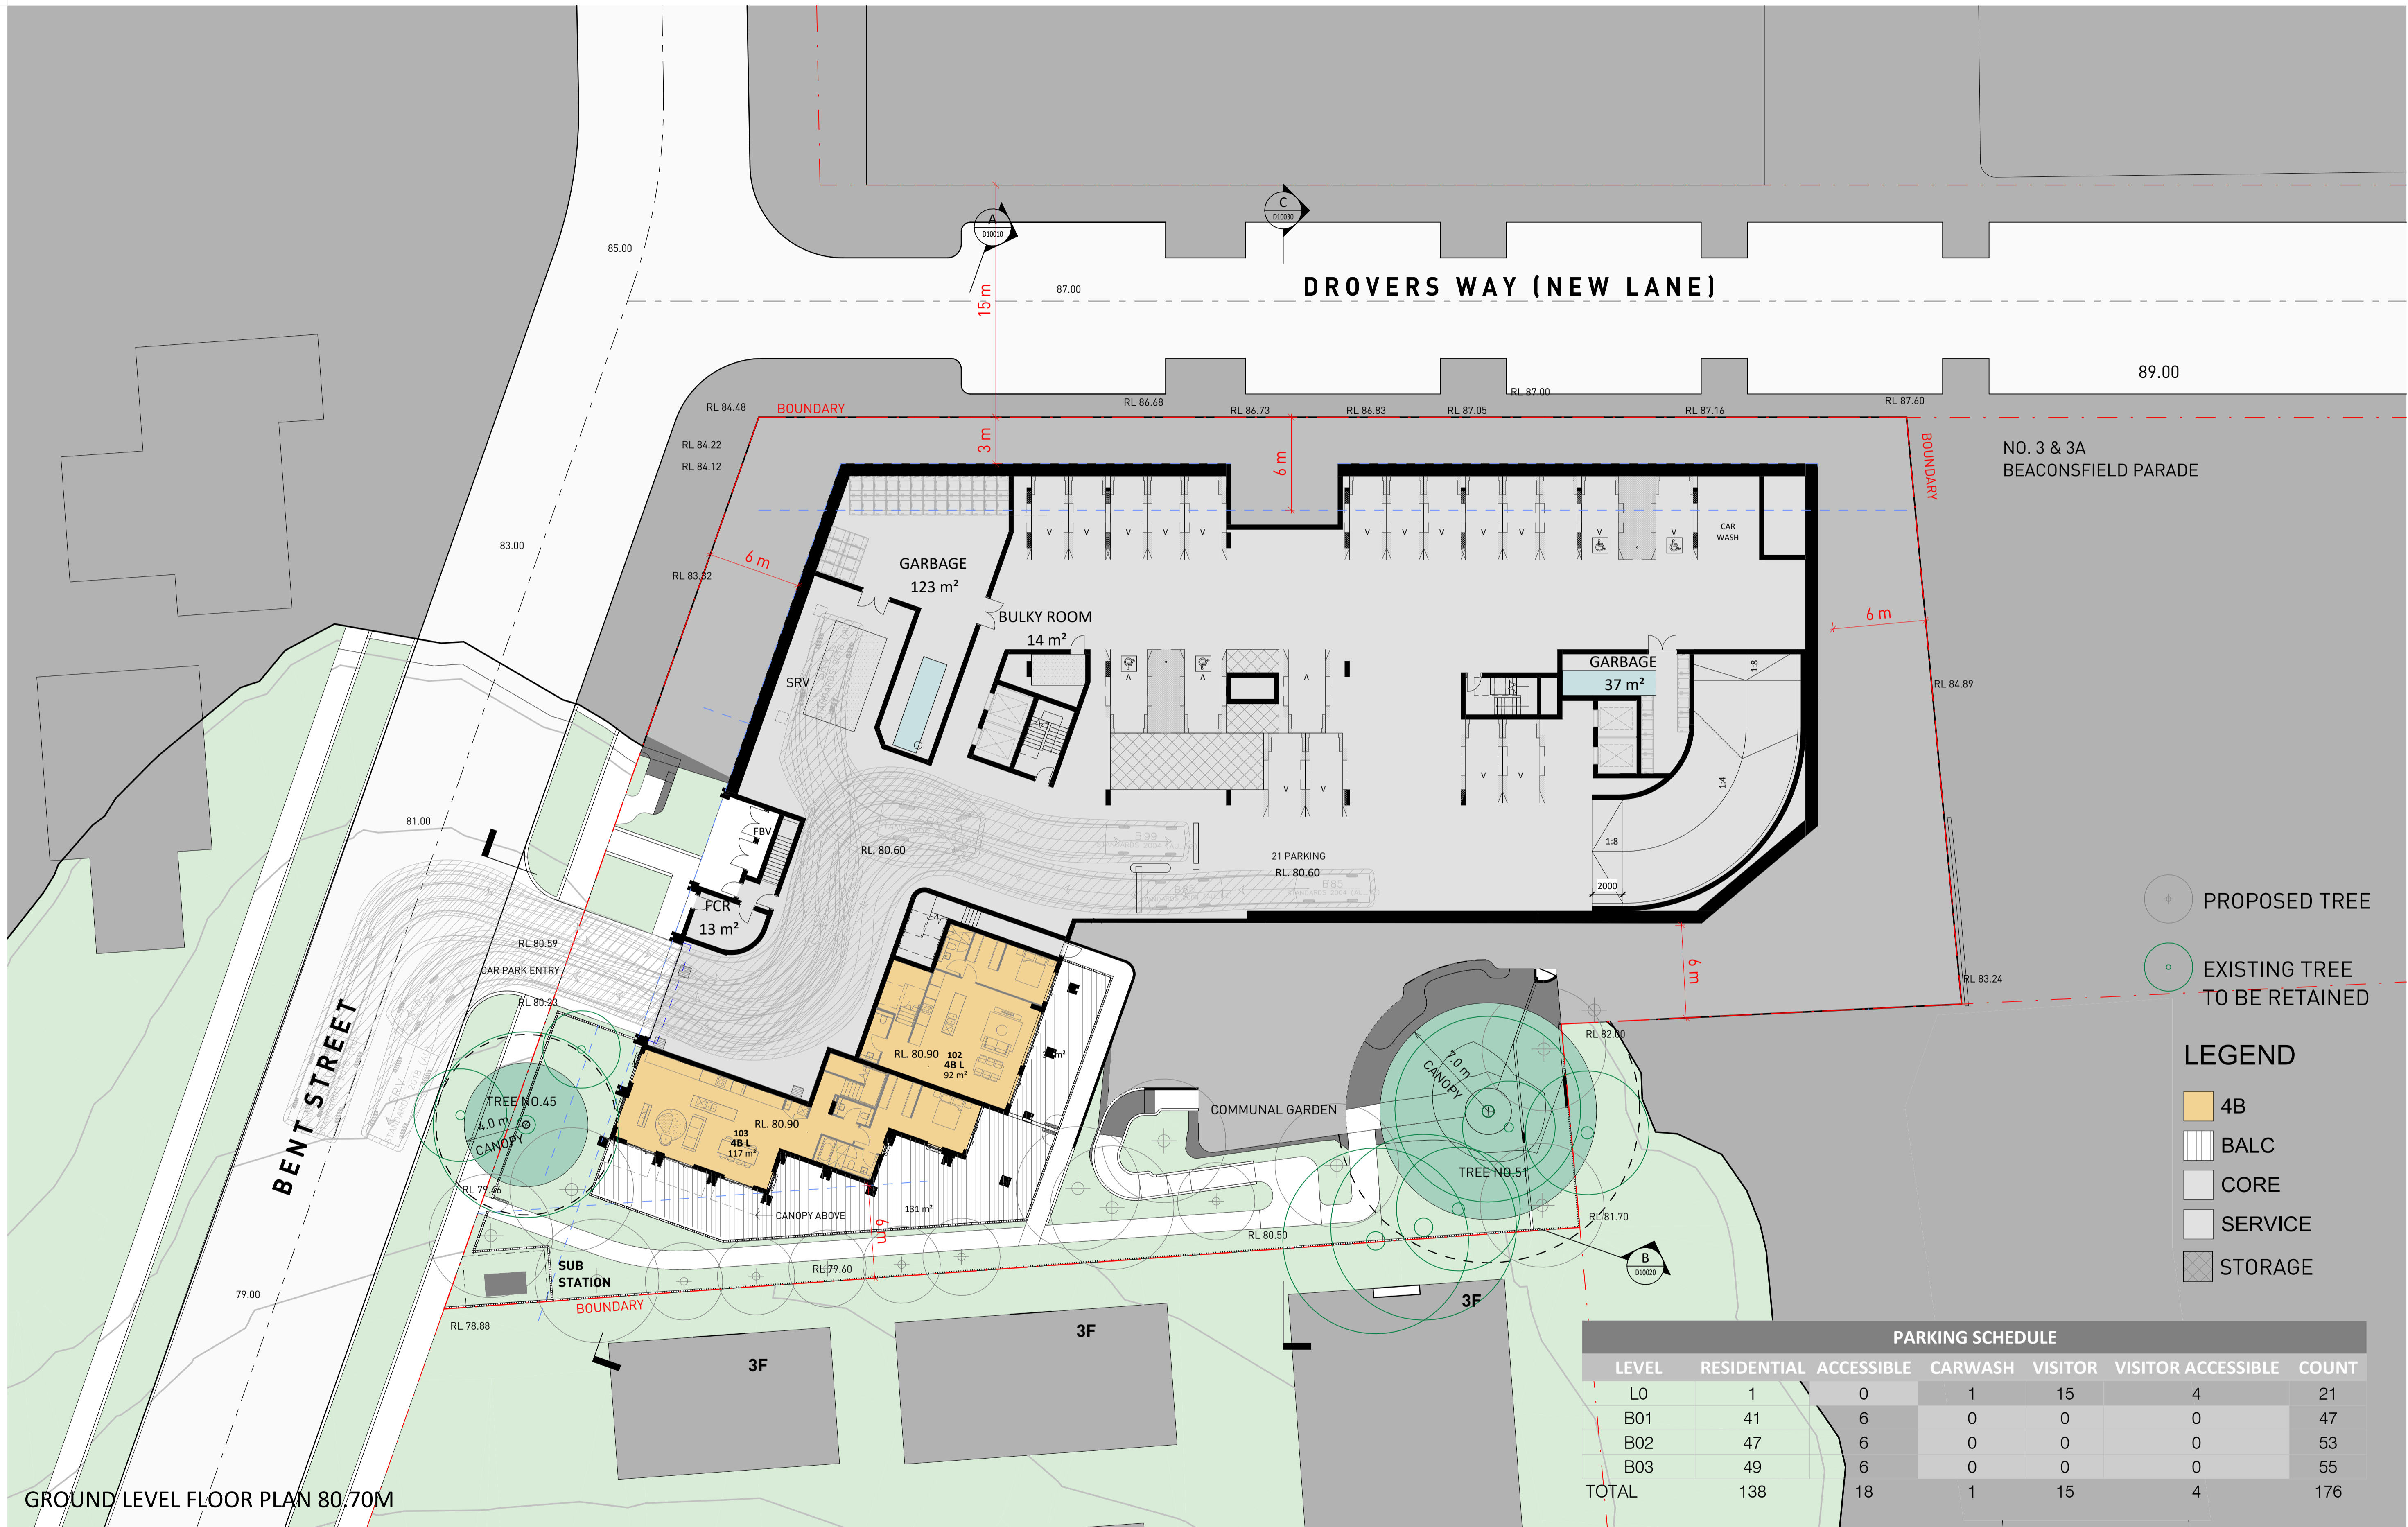 A
D10010
C
D10030
85.00
87.00
15 m
DROVERS WAY (NEW LANE)
89.00
RL 84.48
BOUNDARY
RL 86.68
RL 86.73
RL 86.83
RL 87.05
RL 87.00
RL 87.16
RL 87.60
RL 84.22
RL 84.12
3 m
6 m
BOUNDARY
NO. 3 & 3A
BEACONSFIELD PARADE
83.00
6 m
RL 83.32
GARBAGE
123 m²
V V V V V
V V V V V V V
CAR
WASH
BULKY ROOM
14 m²
6 m
SRV
V V V
GARBAGE
37 m²
1:8
RL 84.89
1:4
V V
V V
81.00
FBV
RL. 80.60
B99
21 PARKING
RL. 80.60
B85
1:8
2000
FCR
13 m²
RL 80.59
CAR PARK ENTRY
RL 80.23
6 m
RL 83.24
PROPOSED TREE
EXISTING TREE
TO BE RETAINED
RL 82.00
BENT STREET
TREE NO.45
4.0 m
CANOPY
RL. 80.90
102
4B L
92 m²
103
4B L
117 m²
RL. 80.90
COMMUNAL GARDEN
7.0 m
CANOPY
TREE NO.51
LEGEND
4B
BALC
CORE
SERVICE
STORAGE
RL 79.46
CANOPY ABOVE
6 m
131 m²
RL 80.50
RL 81.70
B
D10020
SUB
STATION
RL 79.60
79.00
BOUNDARY
RL 78.88
3F
3F
3F
PARKING SCHEDULE
LEVEL RESIDENTIAL ACCESSIBLE CARWASH VISITOR VISITOR ACCESSIBLE COUNT
L0 1 0 1 15 4 21
B01 41 6 0 0 0 47
B02 47 6 0 0 0 53
B03 49 6 0 0 0 55
TOTAL 138 18 1 15 4 176
GROUND LEVEL FLOOR PLAN 80.70M